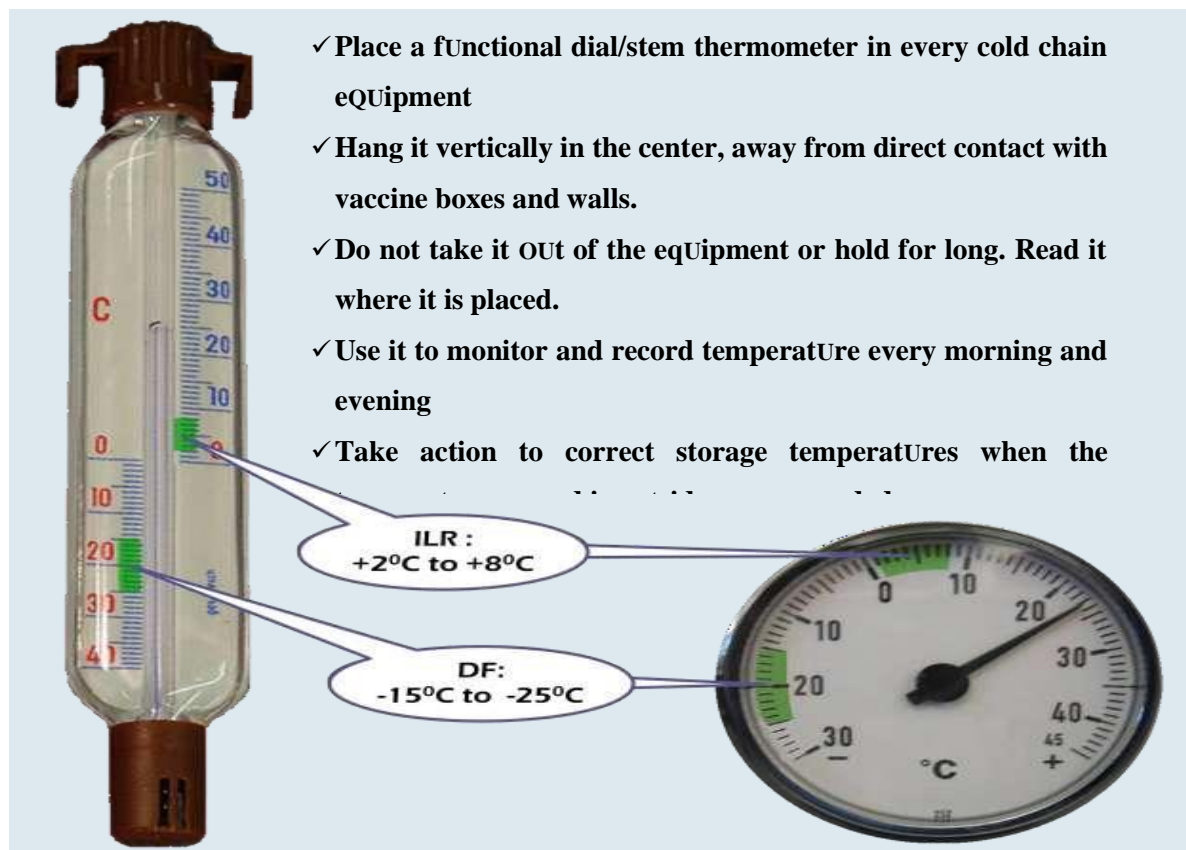 ✓ Place a fUnctional dial/stem thermometer in every cold chain
eQUipment
✓ Hang it vertically in the center, away from direct contact with
vaccine boxes and walls.
✓ Do not take it OUt of the eqUipment or hold for long. Read it
where it is placed.
✓ Use it to monitor and record temperatUre every morning and
evening
✓ Take action to correct storage temperatUres when the
50
40
30
C
20
10
0 0
10
20
30
40
ILR :
+2⁰C to +8⁰C
DF:
-15⁰C to -25⁰C
0 10
10 20
20 30
30 40
45
− °C +